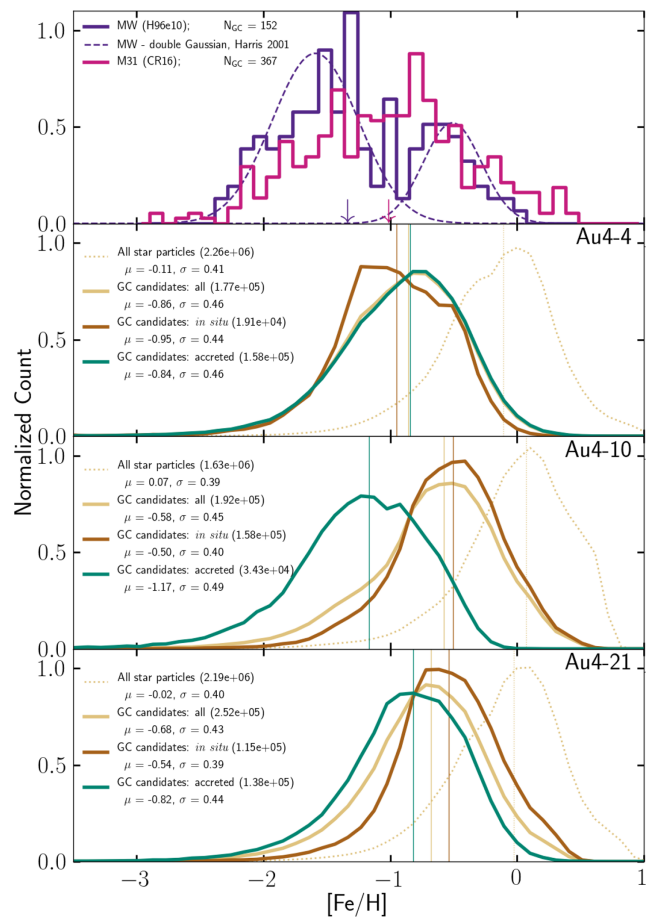 1.0
0.5
0.0
MW (H96e10); N_GC = 152
MW - double Gaussian, Harris 2001
M31 (CR16); N_GC = 367
Au4-4
1.0
0.5
0.0
All star particles (2.26e+06)
μ = -0.11, σ = 0.41
GC candidates: all (1.77e+05)
μ = -0.86, σ = 0.46
GC candidates: in situ (1.91e+04)
μ = -0.95, σ = 0.44
GC candidates: accreted (1.58e+05)
μ = -0.84, σ = 0.46
Normalized Count
Au4-10
1.0
0.5
0.0
All star particles (1.63e+06)
μ = 0.07, σ = 0.39
GC candidates: all (1.92e+05)
μ = -0.58, σ = 0.45
GC candidates: in situ (1.58e+05)
μ = -0.50, σ = 0.40
GC candidates: accreted (3.43e+04)
μ = -1.17, σ = 0.49
Au4-21
1.0
0.5
0.0
All star particles (2.19e+06)
μ = -0.02, σ = 0.40
GC candidates: all (2.52e+05)
μ = -0.68, σ = 0.43
GC candidates: in situ (1.15e+05)
μ = -0.54, σ = 0.39
GC candidates: accreted (1.38e+05)
μ = -0.82, σ = 0.44
−3 −2 −1 0 1
[Fe/H]